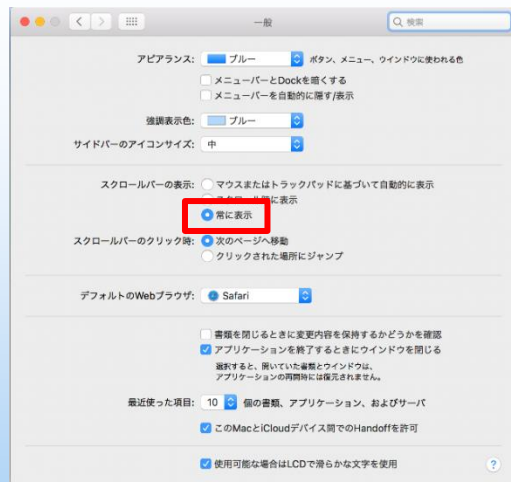 一般
検索
アピアランス: ブルー ボタン、メニュー、ウインドウに使われる色
メニューバーとDockを暗くする
メニューバーを自動的に隠す/表示
強調表示色: ブルー
サイドバーのアイコンサイズ: 中
スクロールバーの表示: マウスまたはトラックパッドに基づいて自動的に表示
に表示
常に表示
スクロールバーのクリック時: 次のページへ移動
クリックされた場所にジャンプ
デフォルトのWebブラウザ: Safari
書類を閉じるときに変更内容を保持するかどうかを確認
アプリケーションを終了するときにウインドウを閉じる
選択すると、開いていた書類とウインドウは、
アプリケーションの再開時には復元されません。
最近使った項目: 10 個の書類、アプリケーション、およびサーバ
このMacとiCloudデバイス間でのHandoffを許可
使用可能な場合はLCDで滑らかな文字を使用 ?